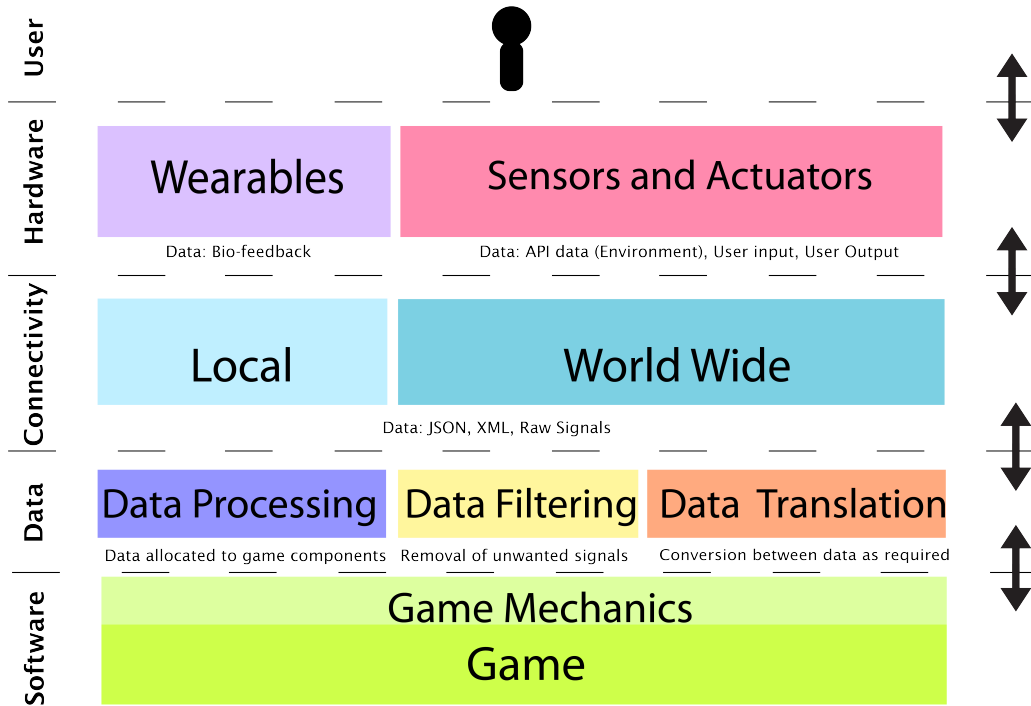 User
Hardware
Wearables
Sensors and Actuators
Data: Bio-feedback
Data: API data (Environment), User input, User Output
Connectivity
Local
World Wide
Data: JSON, XML, Raw Signals
Data
Data Processing
Data Filtering
Data Translation
Data allocated to game components
Removal of unwanted signals
Conversion between data as required
Software
Game Mechanics
Game